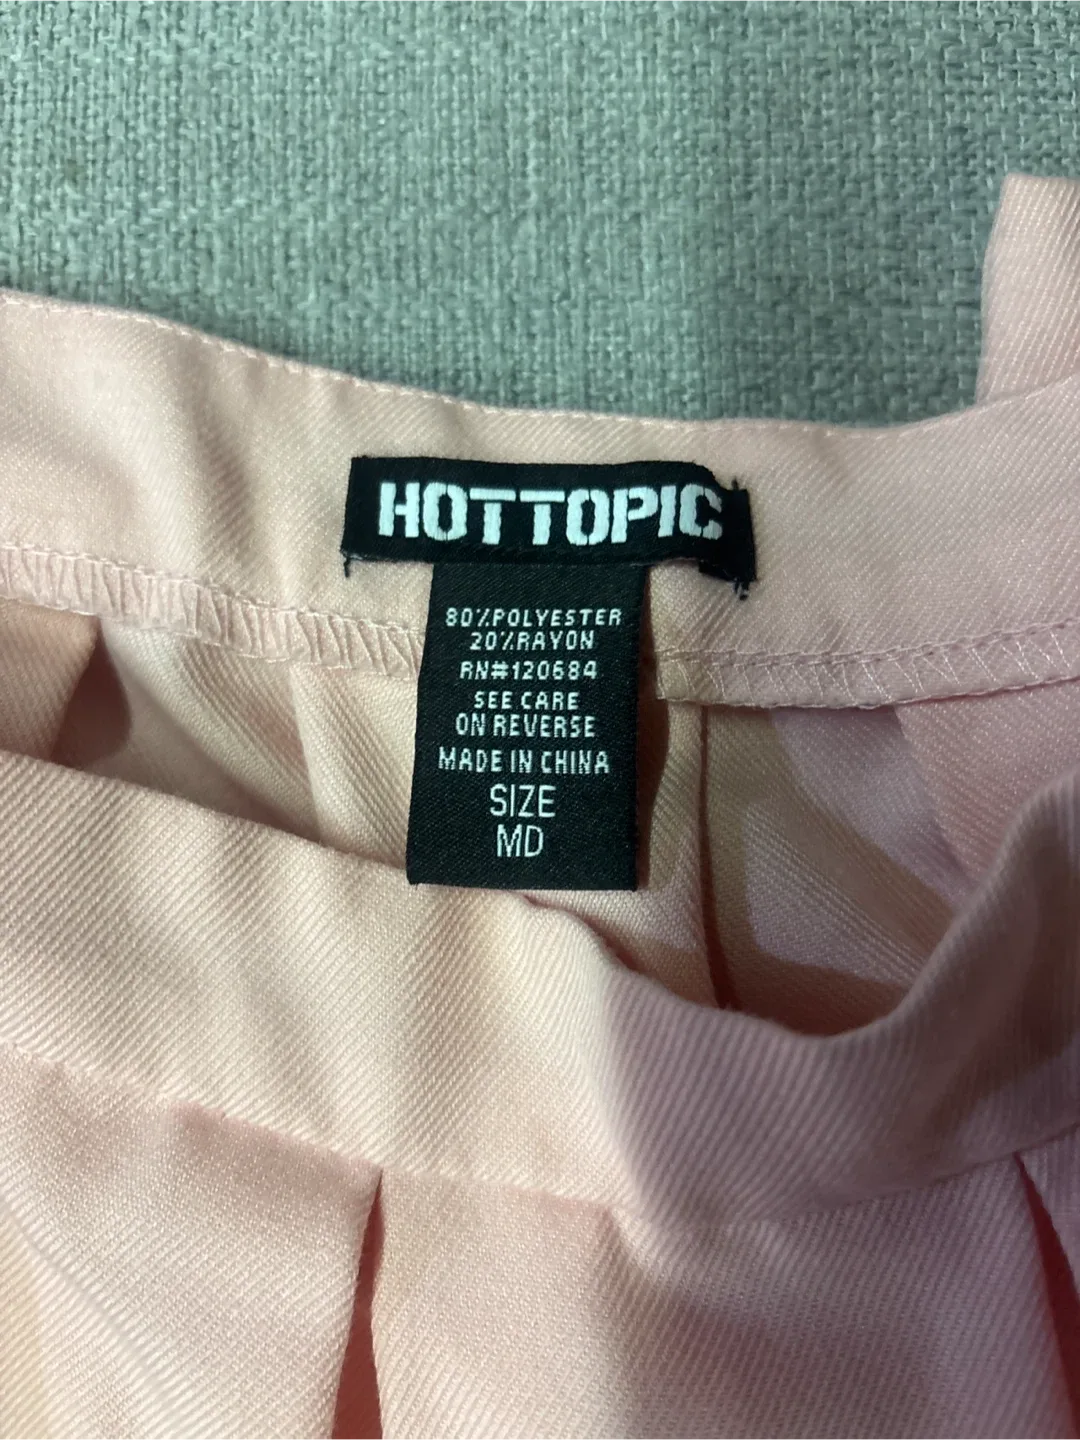 HOTTOPIC
80%POLYESTER
20%RAYON
RN#120684
SEE CARE
ON REVERSE
MADE IN CHINA
SIZE
MD